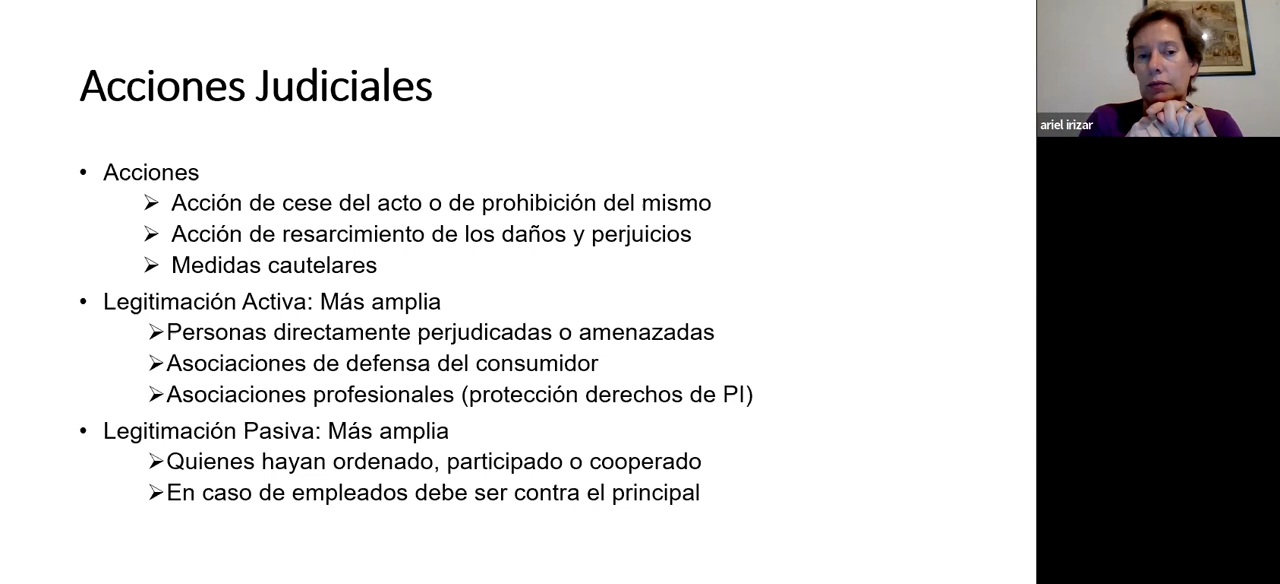 Acciones Judiciales
• Acciones
➢ Acción de cese del acto o de prohibición del mismo
➢ Acción de resarcimiento de los daños y perjuicios
➢ Medidas cautelares
• Legitimación Activa: Más amplia
➢Personas directamente perjudicadas o amenazadas
➢Asociaciones de defensa del consumidor
➢Asociaciones profesionales (protección derechos de PI)
• Legitimación Pasiva: Más amplia
➢Quienes hayan ordenado, participado o cooperado
➢En caso de empleados debe ser contra el principal
ariel irizar